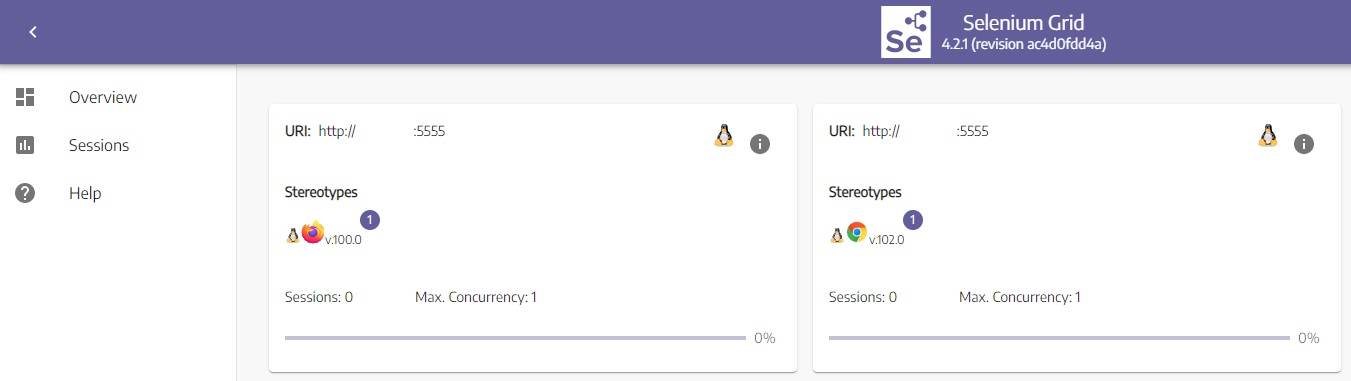 Se
Selenium Grid
4.2.1 (revision ac4d0fdd4a)
Overview
Sessions
Help
URI: http:// :5555
Stereotypes
v.100.0 1
Sessions: 0 Max. Concurrency: 1
0%
URI: http:// :5555
Stereotypes
v.102.0 1
Sessions: 0 Max. Concurrency: 1
0%